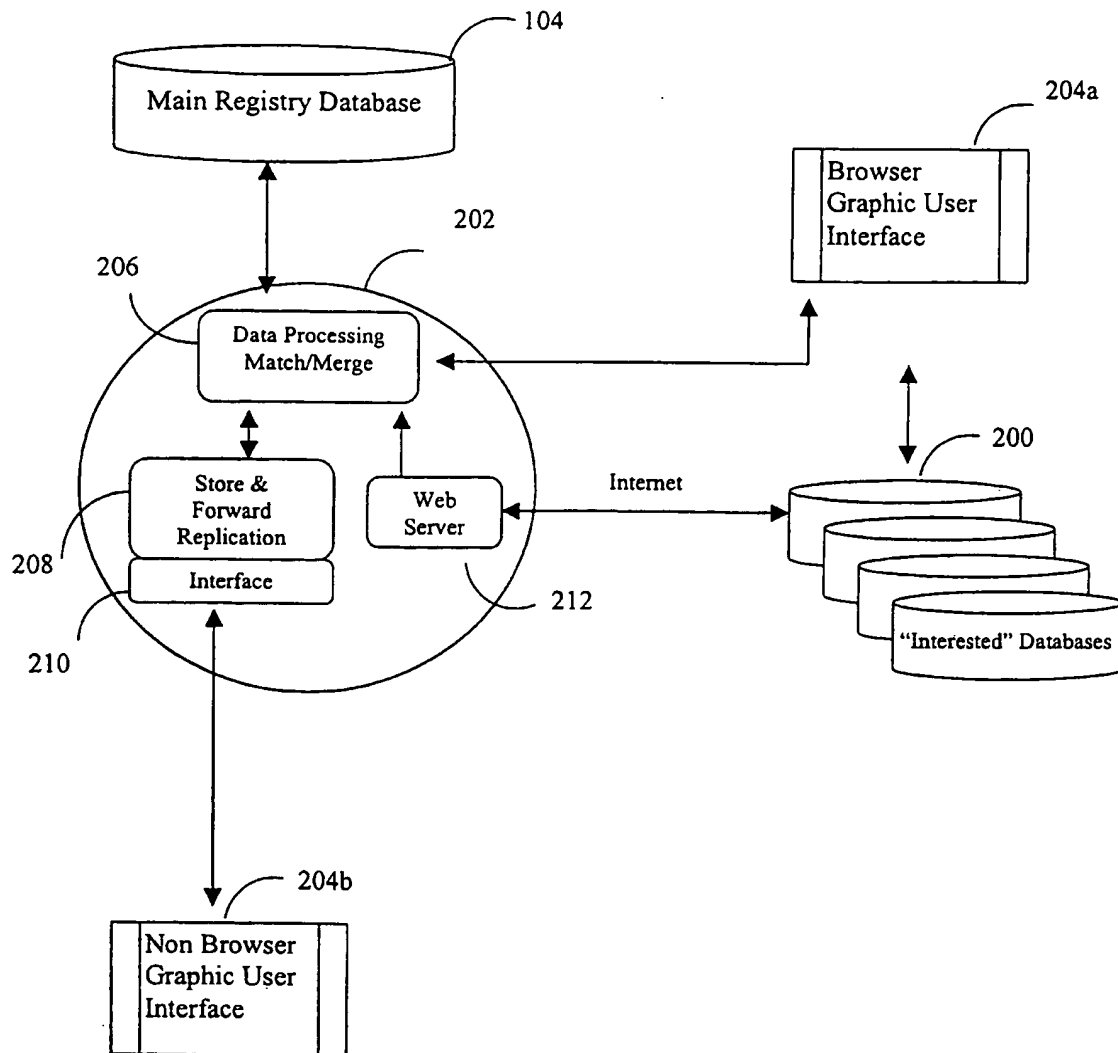 104
Main Registry Database
204a
Browser
Graphic User
Interface
202
206
Data Processing
Match/Merge
200
Store &
Forward
Replication
Web
Server
Internet
208
Interface
212
210
“Interested” Databases
204b
Non Browser
Graphic User
Interface